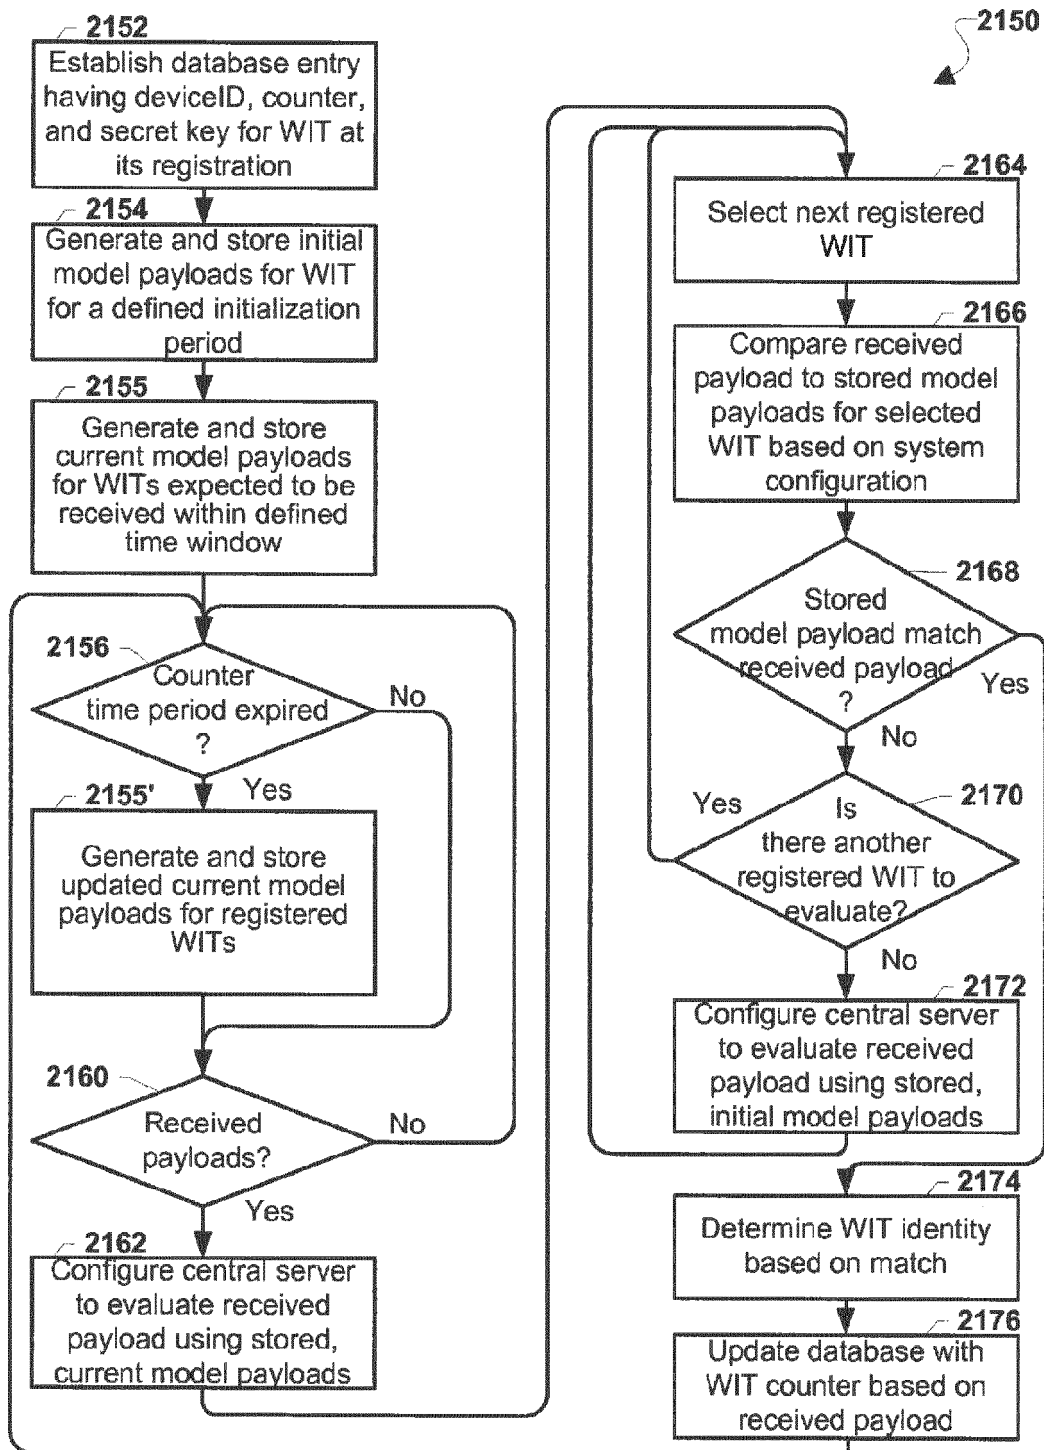 2152
Establish database entry
having deviceID, counter,
and secret key for WIT at
its registration
2154
Generate and store initial
model payloads for WIT
for a defined initialization
period
2155
Generate and store
current model payloads
for WITs expected to be
received within defined
time window
2156
Counter
time period expired
?
No
Yes
2155'
Generate and store
updated current model
payloads for registered
WITs
2160
Received
payloads?
No
Yes
2162
Configure central server
to evaluate received
payload using stored,
current model payloads
2150
2164
Select next registered
WIT
2166
Compare received
payload to stored model
payloads for selected
WIT based on system
configuration
2168
Stored
model payload match
received payload
?
Yes
No
2170
Yes
Is
there another
registered WIT to
evaluate?
No
2172
Configure central server
to evaluate received
payload using stored,
initial model payloads
2174
Determine WIT identity
based on match
2176
Update database with
WIT counter based on
received payload